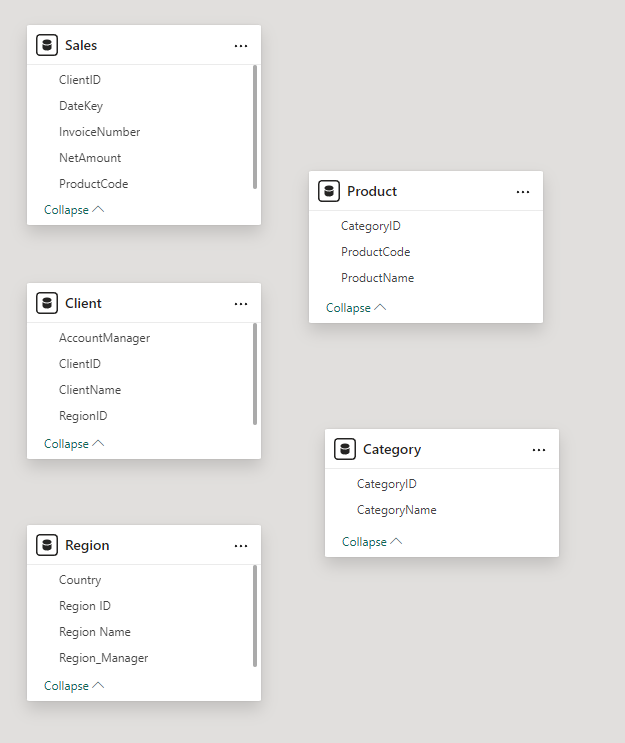 Sales
ClientID
DateKey
InvoiceNumber
NetAmount
ProductCode
Collapse
Product
CategoryID
ProductCode
ProductName
Collapse
Client
AccountManager
ClientID
ClientName
RegionID
Collapse
Category
CategoryID
CategoryName
Collapse
Region
Country
Region ID
Region Name
Region_Manager
Collapse